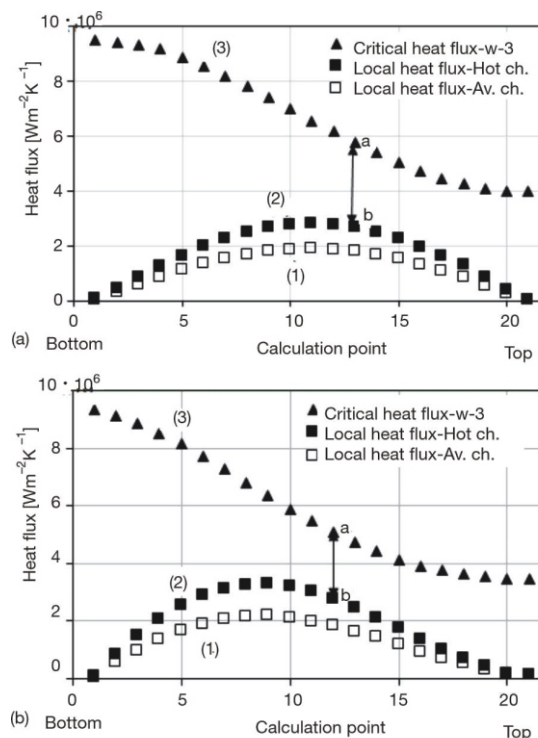 10 · 10⁶
(3)
▲ Critical heat flux-w-3
■ Local heat flux-Hot ch.
□ Local heat flux-Av. ch.
Heat flux [Wm⁻²K⁻¹]
8
6
4
2
0
a
b
(2)
(1)
0 5 10 15 20
(a) Bottom Calculation point Top
10 · 10⁶
(3)
▲ Critical heat flux-w-3
■ Local heat flux-Hot ch.
□ Local heat flux-Av. ch.
Heat flux [Wm⁻²K⁻¹]
8
6
4
2
0
a
b
(2)
(1)
0 5 10 15 20
(b) Bottom Calculation point Top